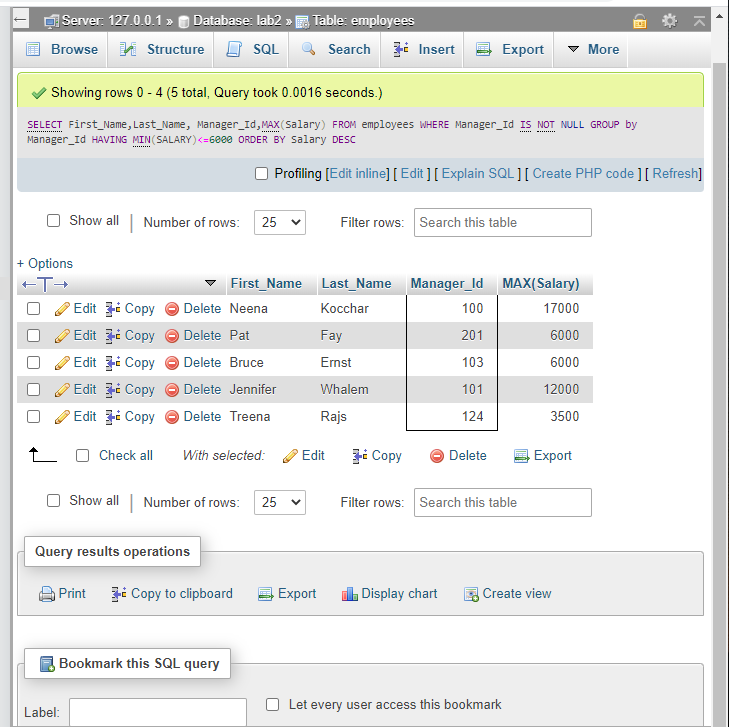 Server: 127.0.0.1 » Database: lab2 » Table: employees
Browse Structure SQL Search Insert Export More
Showing rows 0 - 4 (5 total, Query took 0.0016 seconds.)
SELECT First_Name,Last_Name, Manager_Id,MAX(Salary) FROM employees WHERE Manager_Id IS NOT NULL GROUP by
Manager_Id HAVING MIN(SALARY)<=6000 ORDER BY Salary DESC
Profiling [Edit inline] [ Edit ] [ Explain SQL ] [ Create PHP code ] [ Refresh]
Show all | Number of rows: 25 Filter rows: Search this table
+ Options
←T→ First_Name Last_Name Manager_Id MAX(Salary)
Edit Copy Delete Neena Kocchar 100 17000
Edit Copy Delete Pat Fay 201 6000
Edit Copy Delete Bruce Ernst 103 6000
Edit Copy Delete Jennifer Whalem 101 12000
Edit Copy Delete Treena Rajs 124 3500
Check all With selected: Edit Copy Delete Export
Show all | Number of rows: 25 Filter rows: Search this table
Query results operations
Print Copy to clipboard Export Display chart Create view
Bookmark this SQL query
Label: Let every user access this bookmark